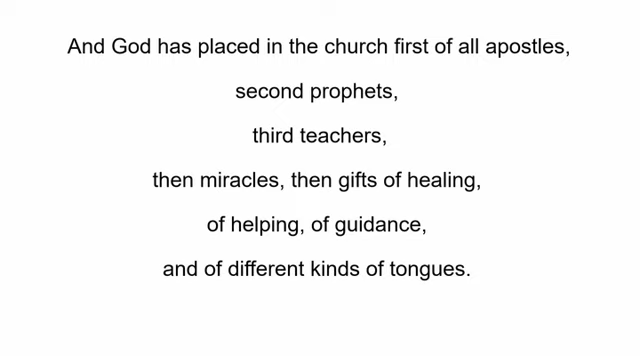 And God has placed in the church first of all apostles,
second prophets,
third teachers,
then miracles, then gifts of healing,
of helping, of guidance,
and of different kinds of tongues.